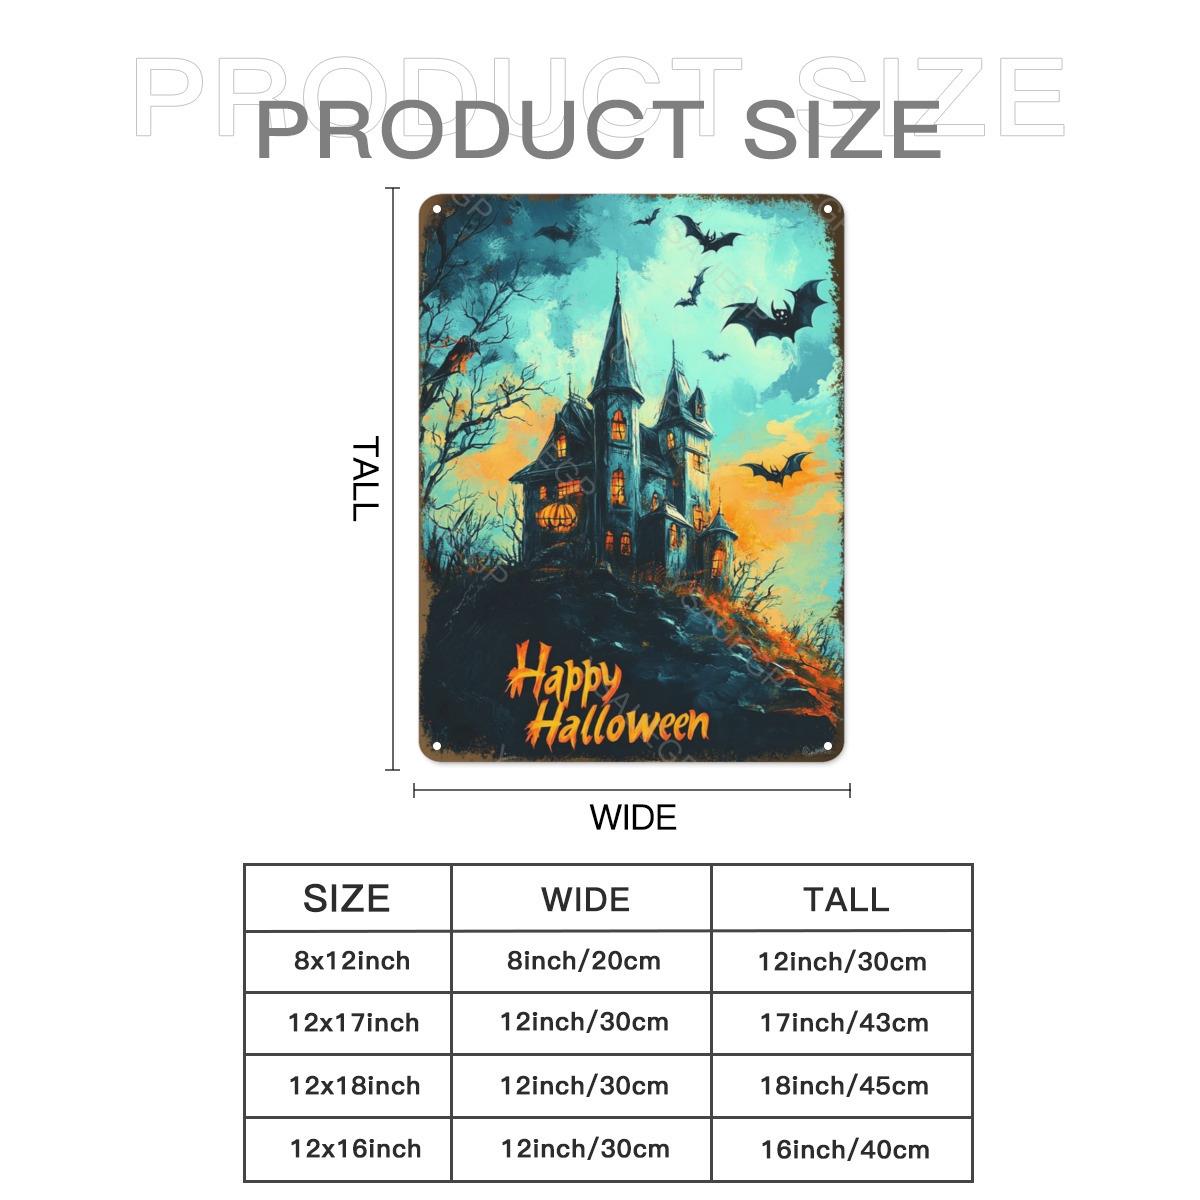 PRODUCT SIZE
PRODUCT SIZE
TALL
Happy
Halloween
WIDE
SIZE WIDE TALL
8x12inch 8inch/20cm 12inch/30cm
12x17inch 12inch/30cm 17inch/43cm
12x18inch 12inch/30cm 18inch/45cm
12x16inch 12inch/30cm 16inch/40cm